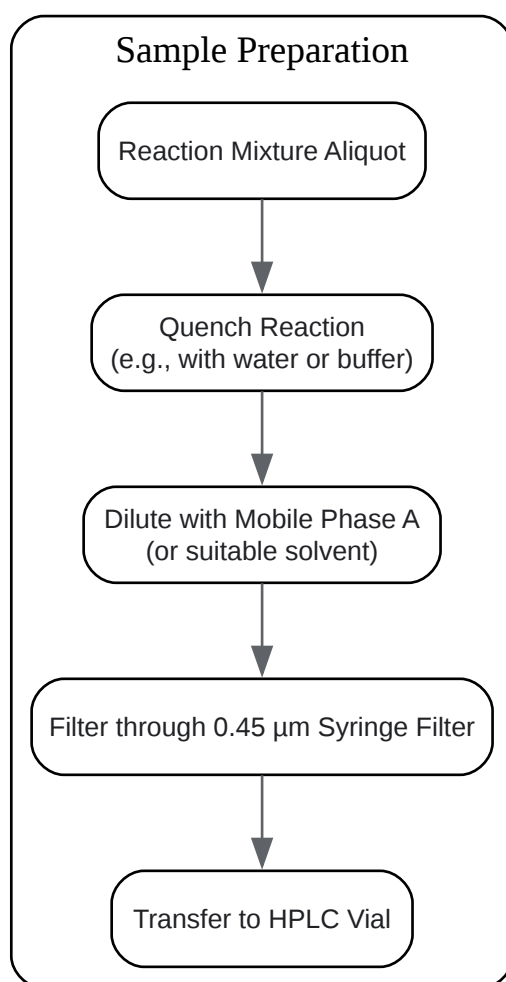 Sample Preparation
Reaction Mixture Aliquot
Quench Reaction
(e.g., with water or buffer)
Dilute with Mobile Phase A
(or suitable solvent)
Filter through 0.45 µm Syringe Filter
Transfer to HPLC Vial